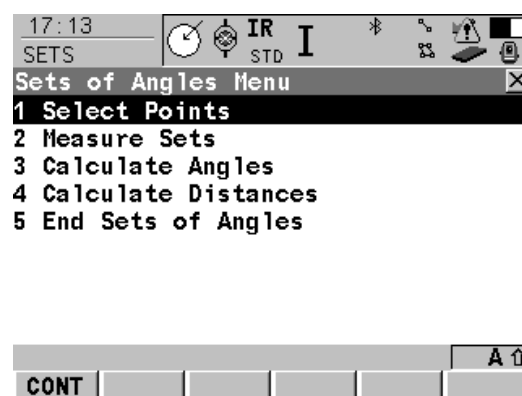 17:13
SETS
IR
STD
I
Sets of Angles Menu
1 Select Points
2 Measure Sets
3 Calculate Angles
4 Calculate Distances
5 End Sets of Angles
A
CONT